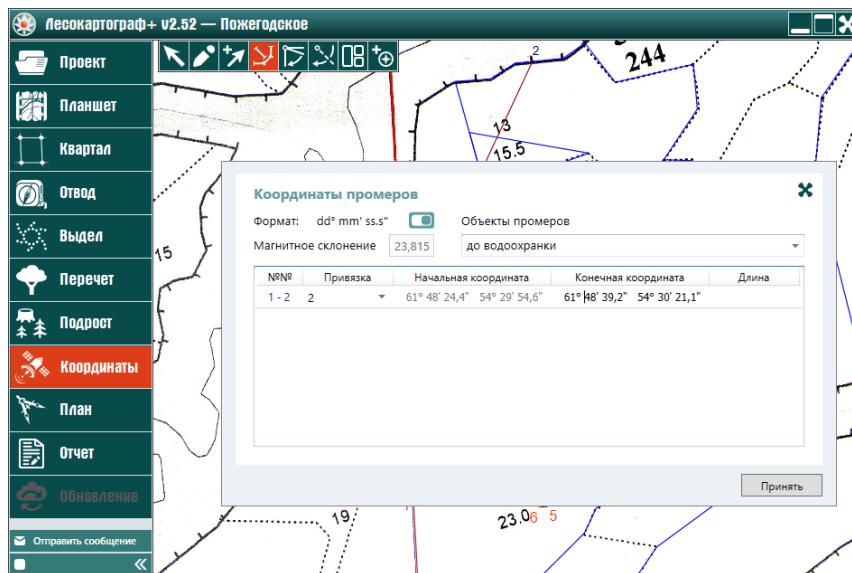 Лесокартограф+ v2.52 — Пожегодское
Проект
Планшет
Квартал
Отвод
Выдел
Перечет
Подрост
Координаты
План
Отчет
Обновление
Отправить сообщение
2
244
13
15.5
15
Координаты промеров
Формат: dd° mm' ss.s" Объекты промеров
Магнитное склонение 23,815 до водоохранки
№№ Привязка Начальная координата Конечная координата Длина
1 - 2 2 61° 48' 24,4" 54° 29' 54,6" 61° 48' 39,2" 54° 30' 21,1"
Принять
19
23.0
6 5